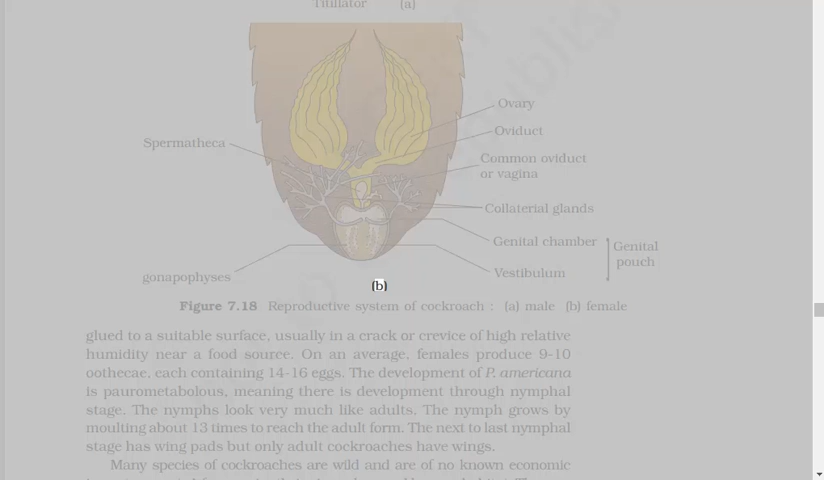 Titillator (a)
Ovary
Oviduct
Spermatheca
Common oviduct
or vagina
Collaterial glands
Genital chamber
Genital
pouch
Vestibulum
gonapophyses
(b)
Figure 7.18 Reproductive system of cockroach : (a) male (b) female
glued to a suitable surface, usually in a crack or crevice of high relative
humidity near a food source. On an average, females produce 9-10
oothecae, each containing 14-16 eggs. The development of P. americana
is paurometabolous, meaning there is development through nymphal
stage. The nymphs look very much like adults. The nymph grows by
moulting about 13 times to reach the adult form. The next to last nymphal
stage has wing pads but only adult cockroaches have wings.
Many species of cockroaches are wild and are of no known economic